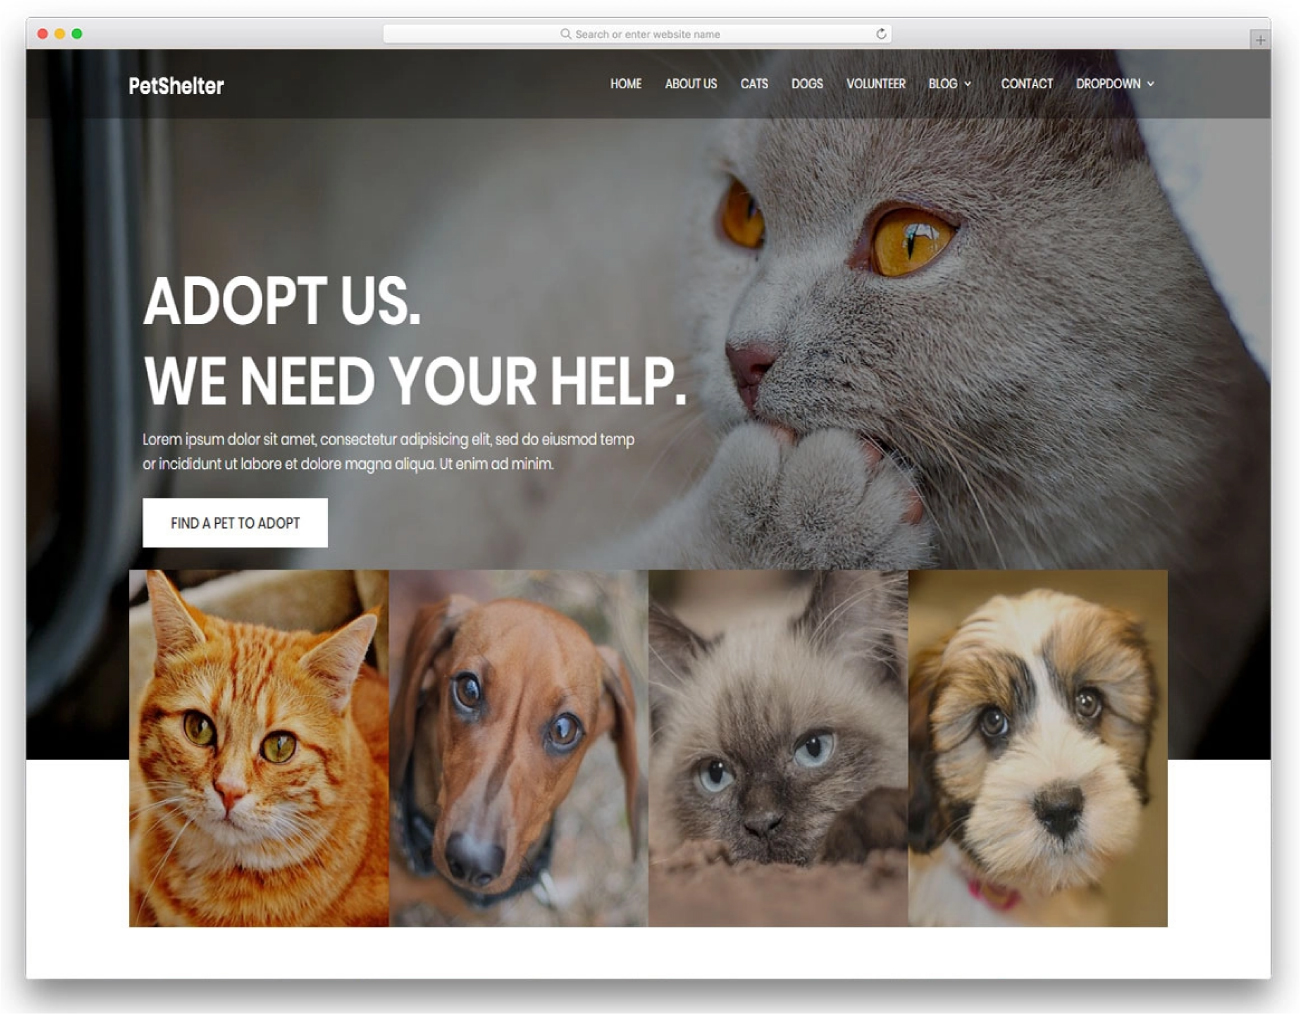 Search or enter website name
PetShelter
HOME ABOUT US CATS DOGS VOLUNTEER BLOG CONTACT DROPDOWN
ADOPT US.
WE NEED YOUR HELP.
Lorem ipsum dolor sit amet, consectetur adipisicing elit, sed do eiusmod temp
or incididunt ut labore et dolore magna aliqua. Ut enim ad minim.
FIND A PET TO ADOPT